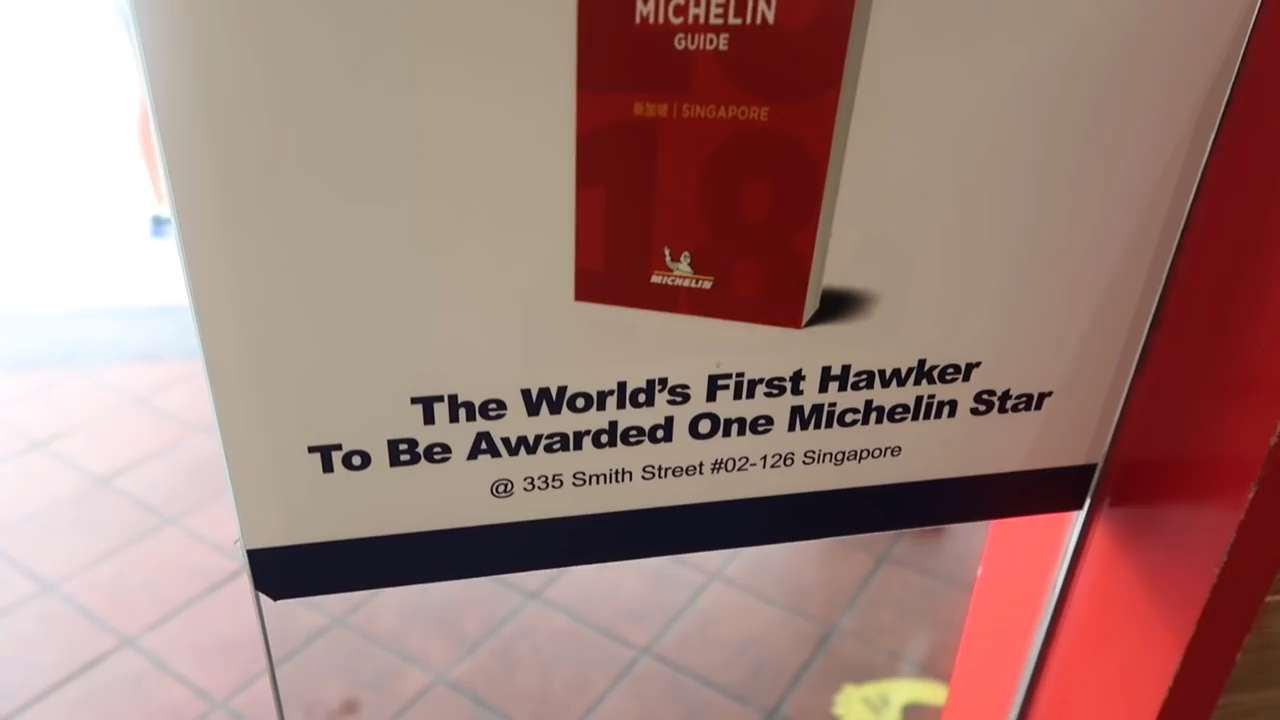 MICHELIN
GUIDE
新加坡 | SINGAPORE
18
MICHELIN
The World's First Hawker
To Be Awarded One Michelin Star
@ 335 Smith Street #02-126 Singapore